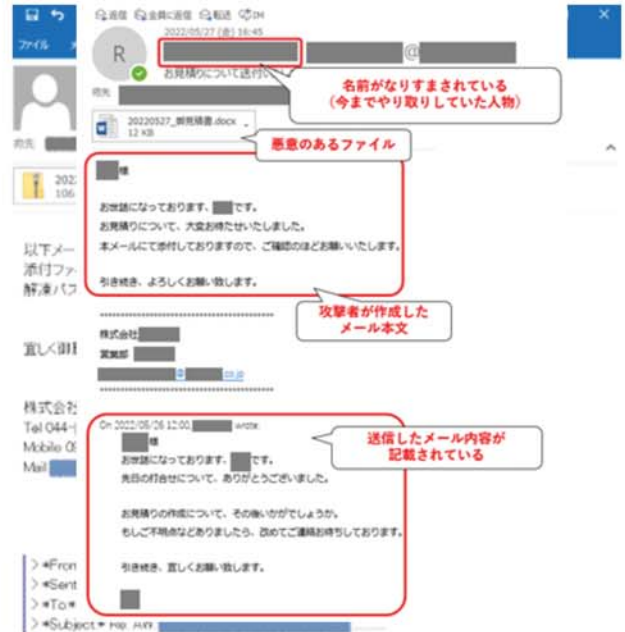 返信 全員に返信 転送 IM
2022/05/27 (金) 16:45
ファイル
R
@
お見積りについて送付い
宛先
名前がなりすまされている
(今までやり取りしていた人物)
20220527_御見積書.docx
12 KB
悪意のあるファイル
宛先
202
106
様
お世話になっております、 です。
お見積りについて、大変お待たせいたしました。
本メールにて添付しておりますので、ご確認のほどお願いいたします。
引き続き、よろしくお願い致します。
以下メー
添付ファ
解凍パス
攻撃者が作成した
メール本文
****************************************
株式会社
営業部
@ co.jp
****************************************
宜しく御
株式会社
Tel 044-
Mobile 0
Mail
On 2022/05/26 12:00, wrote:
様
お世話になっております、 です。
先日の打合せについて、ありがとうございました。
送信したメール内容が
記載されている
お見積りの作成について、その後いかがでしょうか。
もしご不明点などありましたら、改めてご連絡お待ちしております。
引き続き、宜しくお願い致します。
> *Fron
> *Sent
> *To:*
> *Subject:* Re: